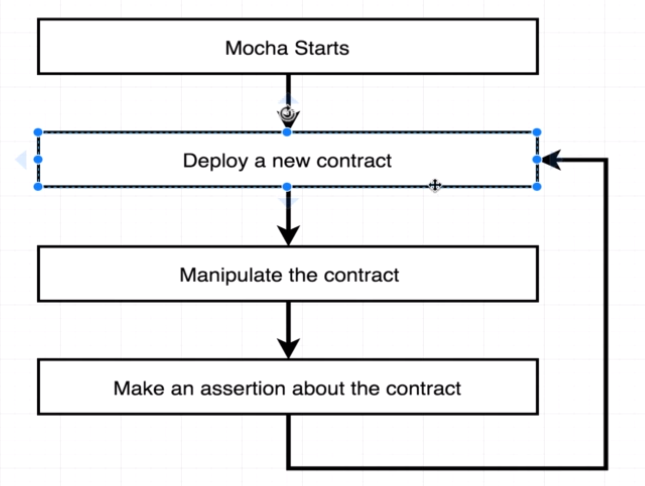 Mocha Starts
Deploy a new contract
Manipulate the contract
Make an assertion about the contract